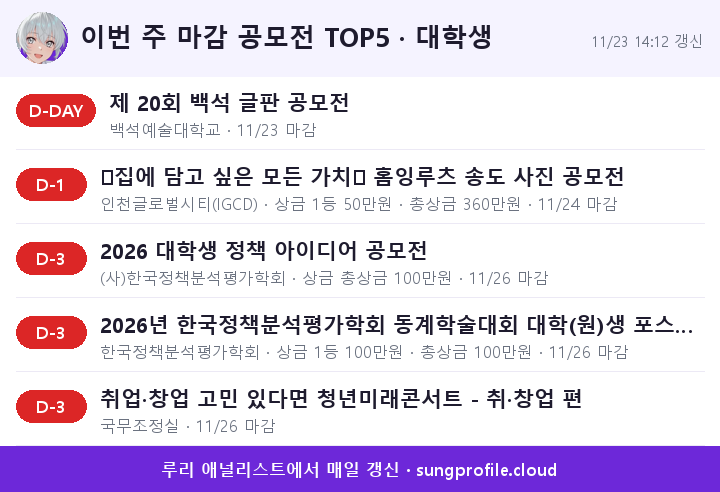 이번 주 마감 공모전 TOP5 · 대학생
11/23 14:12 갱신
D-DAY
제 20회 백석 글판 공모전
백석예술대학교 · 11/23 마감
D-1
집에 담고 싶은 모든 가치 홈잉루츠 송도 사진 공모전
인천글로벌시티(IGCD) · 상금 1등 50만원 · 총상금 360만원 · 11/24 마감
D-3
2026 대학생 정책 아이디어 공모전
(사)한국정책분석평가학회 · 상금 총상금 100만원 · 11/26 마감
D-3
2026년 한국정책분석평가학회 동계학술대회 대학(원)생 포스...
한국정책분석평가학회 · 상금 1등 100만원 · 총상금 100만원 · 11/26 마감
D-3
취업·창업 고민 있다면 청년미래콘서트 - 취·창업 편
국무조정실 · 11/26 마감
루리 애널리스트에서 매일 갱신 · sungprofile.cloud